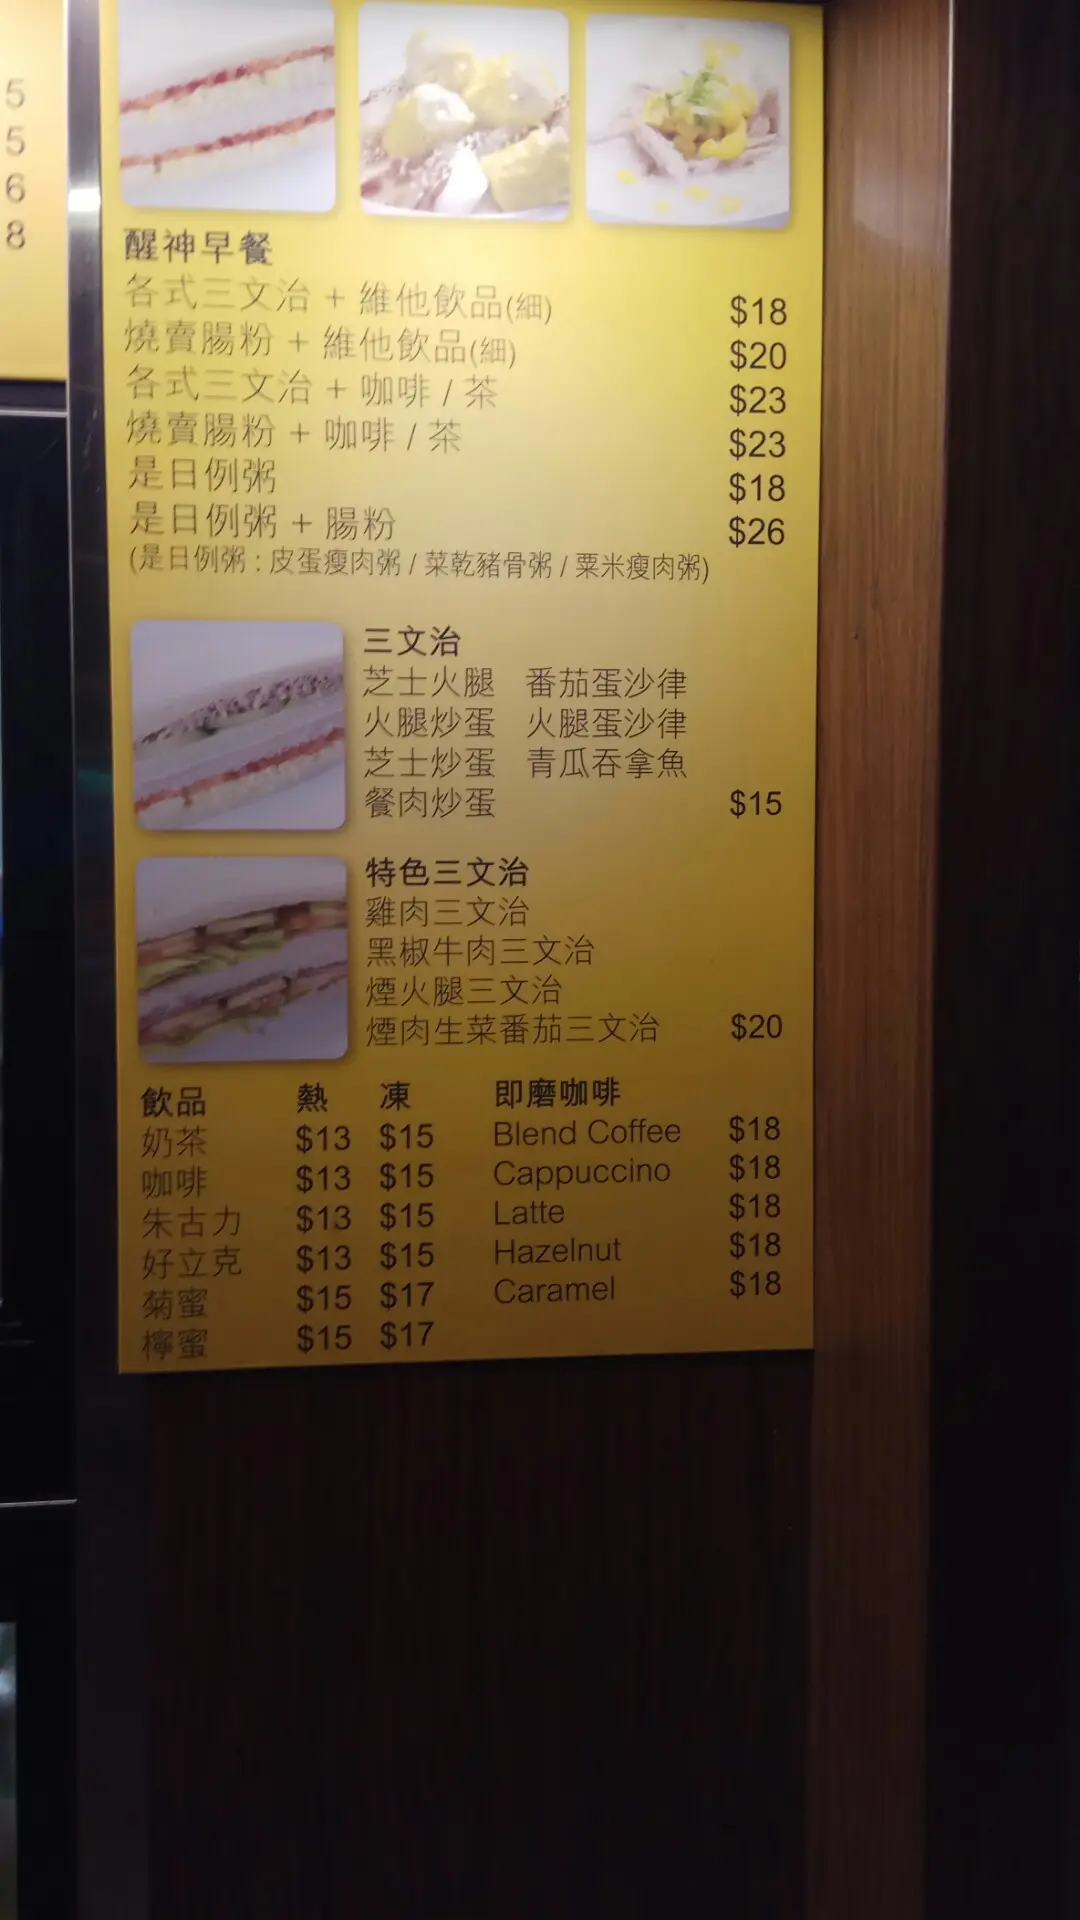 5
5
6
8
醒神早餐
各式三文治 + 維他飲品(細) $18
燒賣腸粉 + 維他飲品(細) $20
各式三文治 + 咖啡 / 茶 $23
燒賣腸粉 + 咖啡 / 茶 $23
是日例粥 $18
是日例粥 + 腸粉 $26
(是日例粥 : 皮蛋瘦肉粥 / 菜乾豬骨粥 / 粟米瘦肉粥)
三文治
芝士火腿 番茄蛋沙律
火腿炒蛋 火腿蛋沙律
芝士炒蛋 青瓜吞拿魚
餐肉炒蛋 $15
特色三文治
雞肉三文治
黑椒牛肉三文治
煙火腿三文治
煙肉生菜番茄三文治 $20
飲品 熱 凍
奶茶 $13 $15
咖啡 $13 $15
朱古力 $13 $15
好立克 $13 $15
菊蜜 $15 $17
檸蜜 $15 $17
即磨咖啡
Blend Coffee $18
Cappuccino $18
Latte $18
Hazelnut $18
Caramel $18